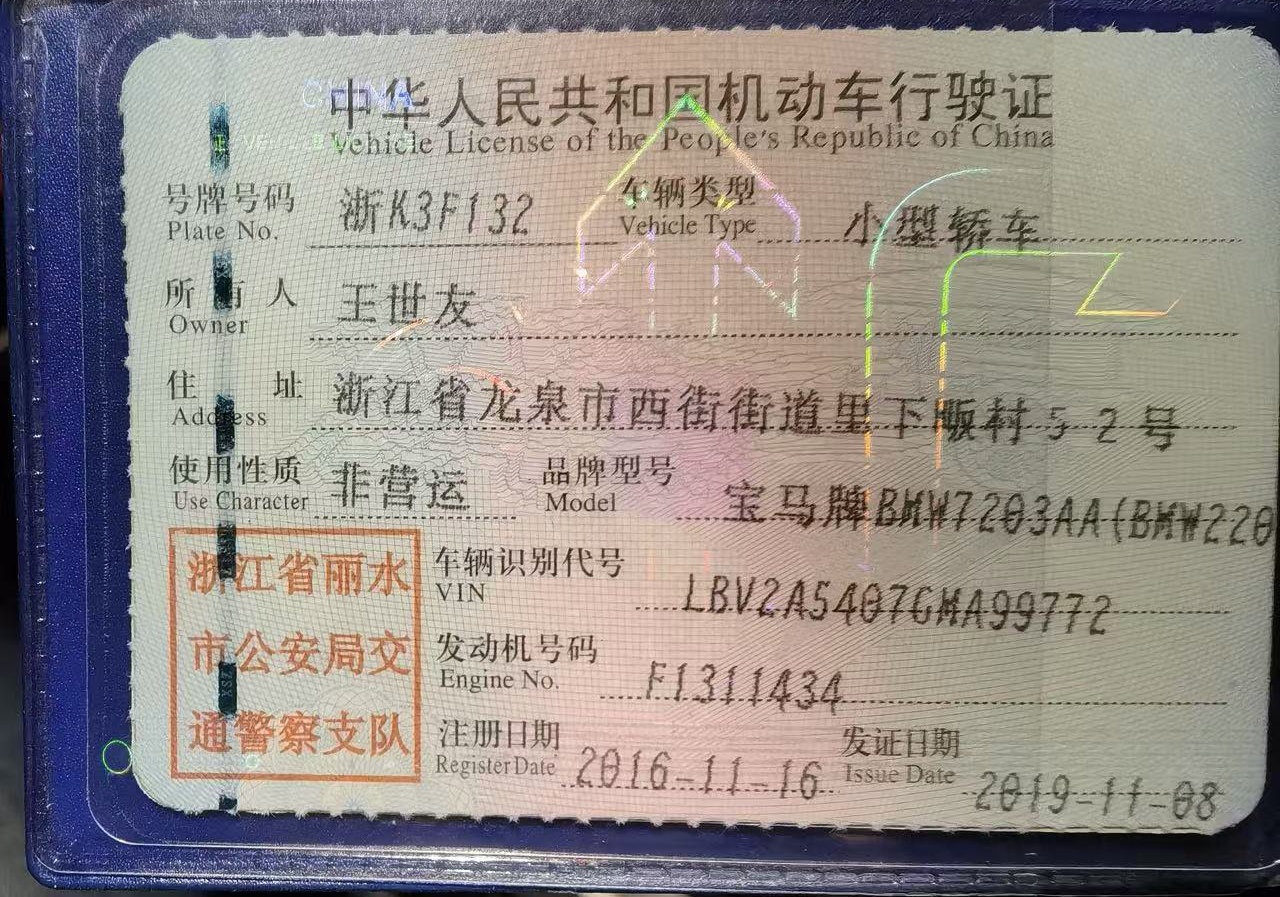 中华人民共和国机动车行驶证
Vehicle License of the People's Republic of China
号牌号码 浙K3F132 车辆类型 小型轿车
Plate No. Vehicle Type
所有人 王世友
Owner
住址 浙江省龙泉市西街街道里下畈村52号
Address
使用性质 非营运 品牌型号 宝马牌BMW7203AA(BMW220
Use Character Model
浙江省丽水
市公安局交
通警察支队
车辆识别代号 LBV2A5407GMA99772
VIN
发动机号码 F1311434
Engine No.
注册日期 2016-11-16 发证日期 2019-11-08
Register Date Issue Date